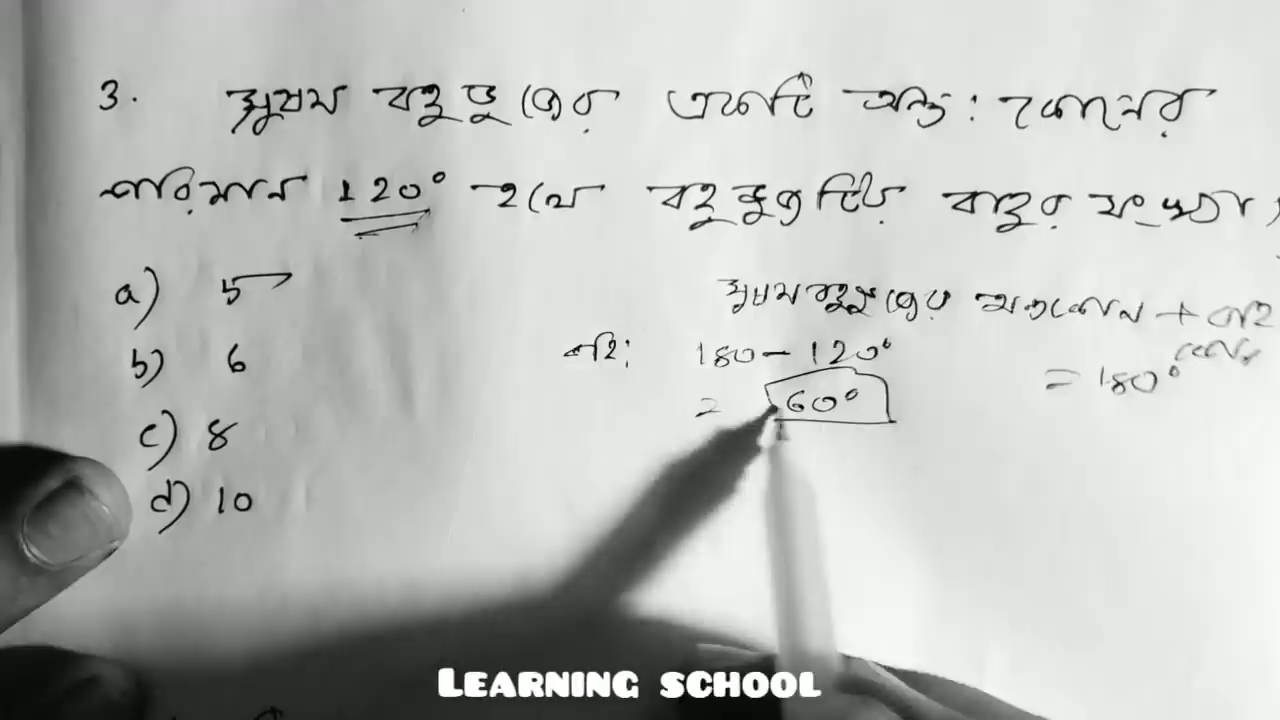 3. সুষম বহুভুজের একটি অন্ত: কোনের
পরিমান 120° হলে বহুভুজটির বাহুর সংখ্যা
a) 5
b) 6
c) 8
d) 10
সুষম বহুভুজের অন্তকোন + বহি
কোন
= 180°
বহি: 180 - 120°
= 60°
LEARNING SCHOOL